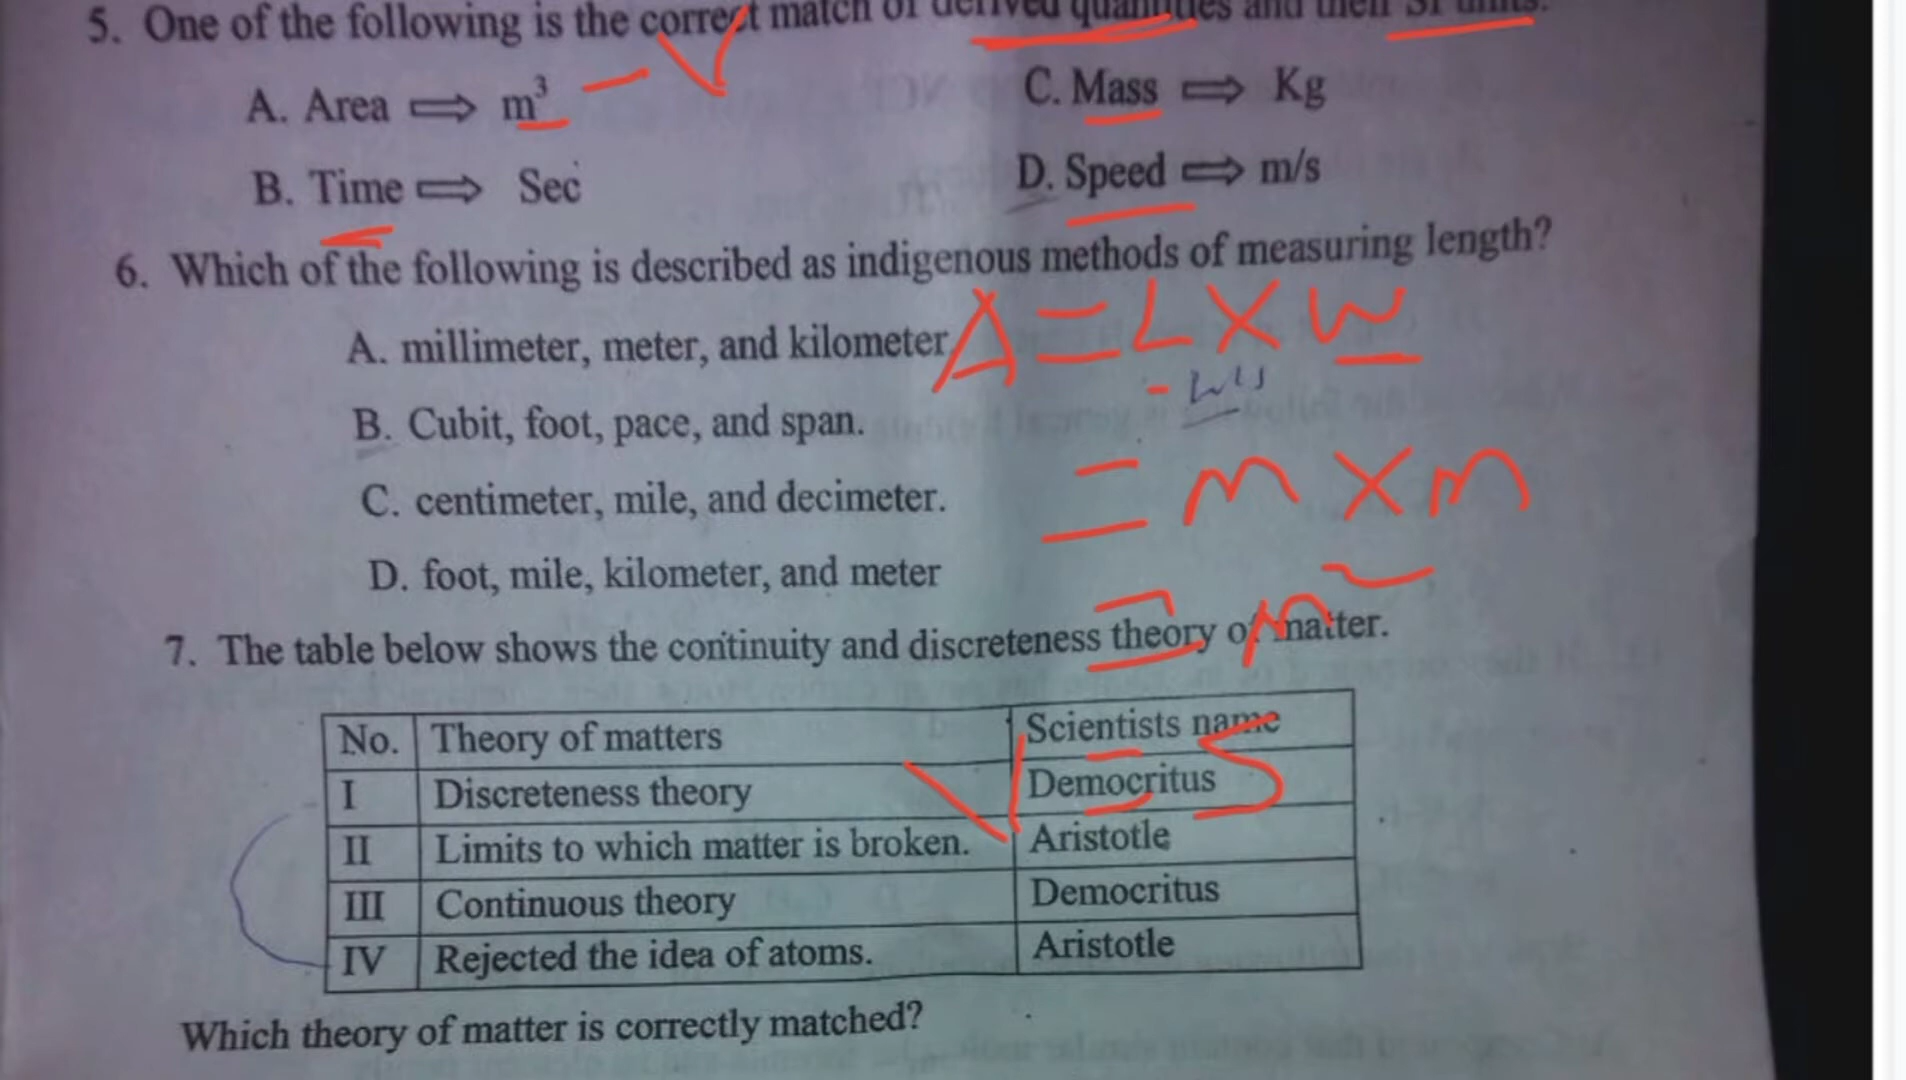 5. One of the following is the correct match of derived quantities and their SI units.
A. Area ⟹ m³ – V
C. Mass ⟹ Kg
B. Time ⟹ Sec
D. Speed ⟹ m/s
6. Which of the following is described as indigenous methods of measuring length?
A. millimeter, meter, and kilometer
A = L X W
B. Cubit, foot, pace, and span.
C. centimeter, mile, and decimeter.
= m X m
D. foot, mile, kilometer, and meter
7. The table below shows the continuity and discreteness theory of matter.
No. Theory of matters Scientists name
I Discreteness theory Democritus
II Limits to which matter is broken. Aristotle
III Continuous theory Democritus
IV Rejected the idea of atoms. Aristotle
Which theory of matter is correctly matched?